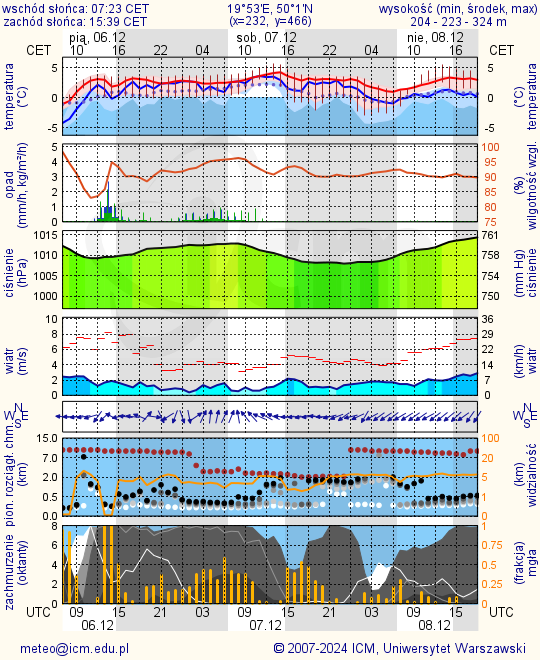 wschód słońca: 07:23 CET 19°53'E, 50°1'N wysokość (min, środek, max)
zachód słońca: 15:39 CET (x=232, y=466) 204 - 223 - 324 m
pią, 06.12 sob, 07.12 nie, 08.12
CET 10 16 22 04 10 16 22 04 10 16 CET
temperatura (°C)
5 0 -5
5 0 -5
(°C) temperatura
opad (mm/h, kg/m²/h)
5 4 3 2 1 0
100 95 90 85 80 75
(%) wilgotność wzgl.
ciśnienie (hPa)
1015 1010 1005 1000
761 758 754 750
(mm Hg) ciśnienie
wiatr (m/s)
10 8 6 4 2 0
36 29 22 14 7 0
(km/h) wiatr
N W E S
N W E S
pion. rozciągł. chm. (km)
15.0 10.0 5.0 2.0 0.5 0.0
100 20 5 1 0
(km) widzialność
zachmurzenie (oktanty)
8 6 4 2 0
1 0.75 0.5 0.25 0
(frakcja) mgła
UTC 09 15 21 03 09 15 21 03 09 15 UTC
06.12 07.12 08.12
meteo@icm.edu.pl © 2007-2024 ICM, Uniwersytet Warszawski